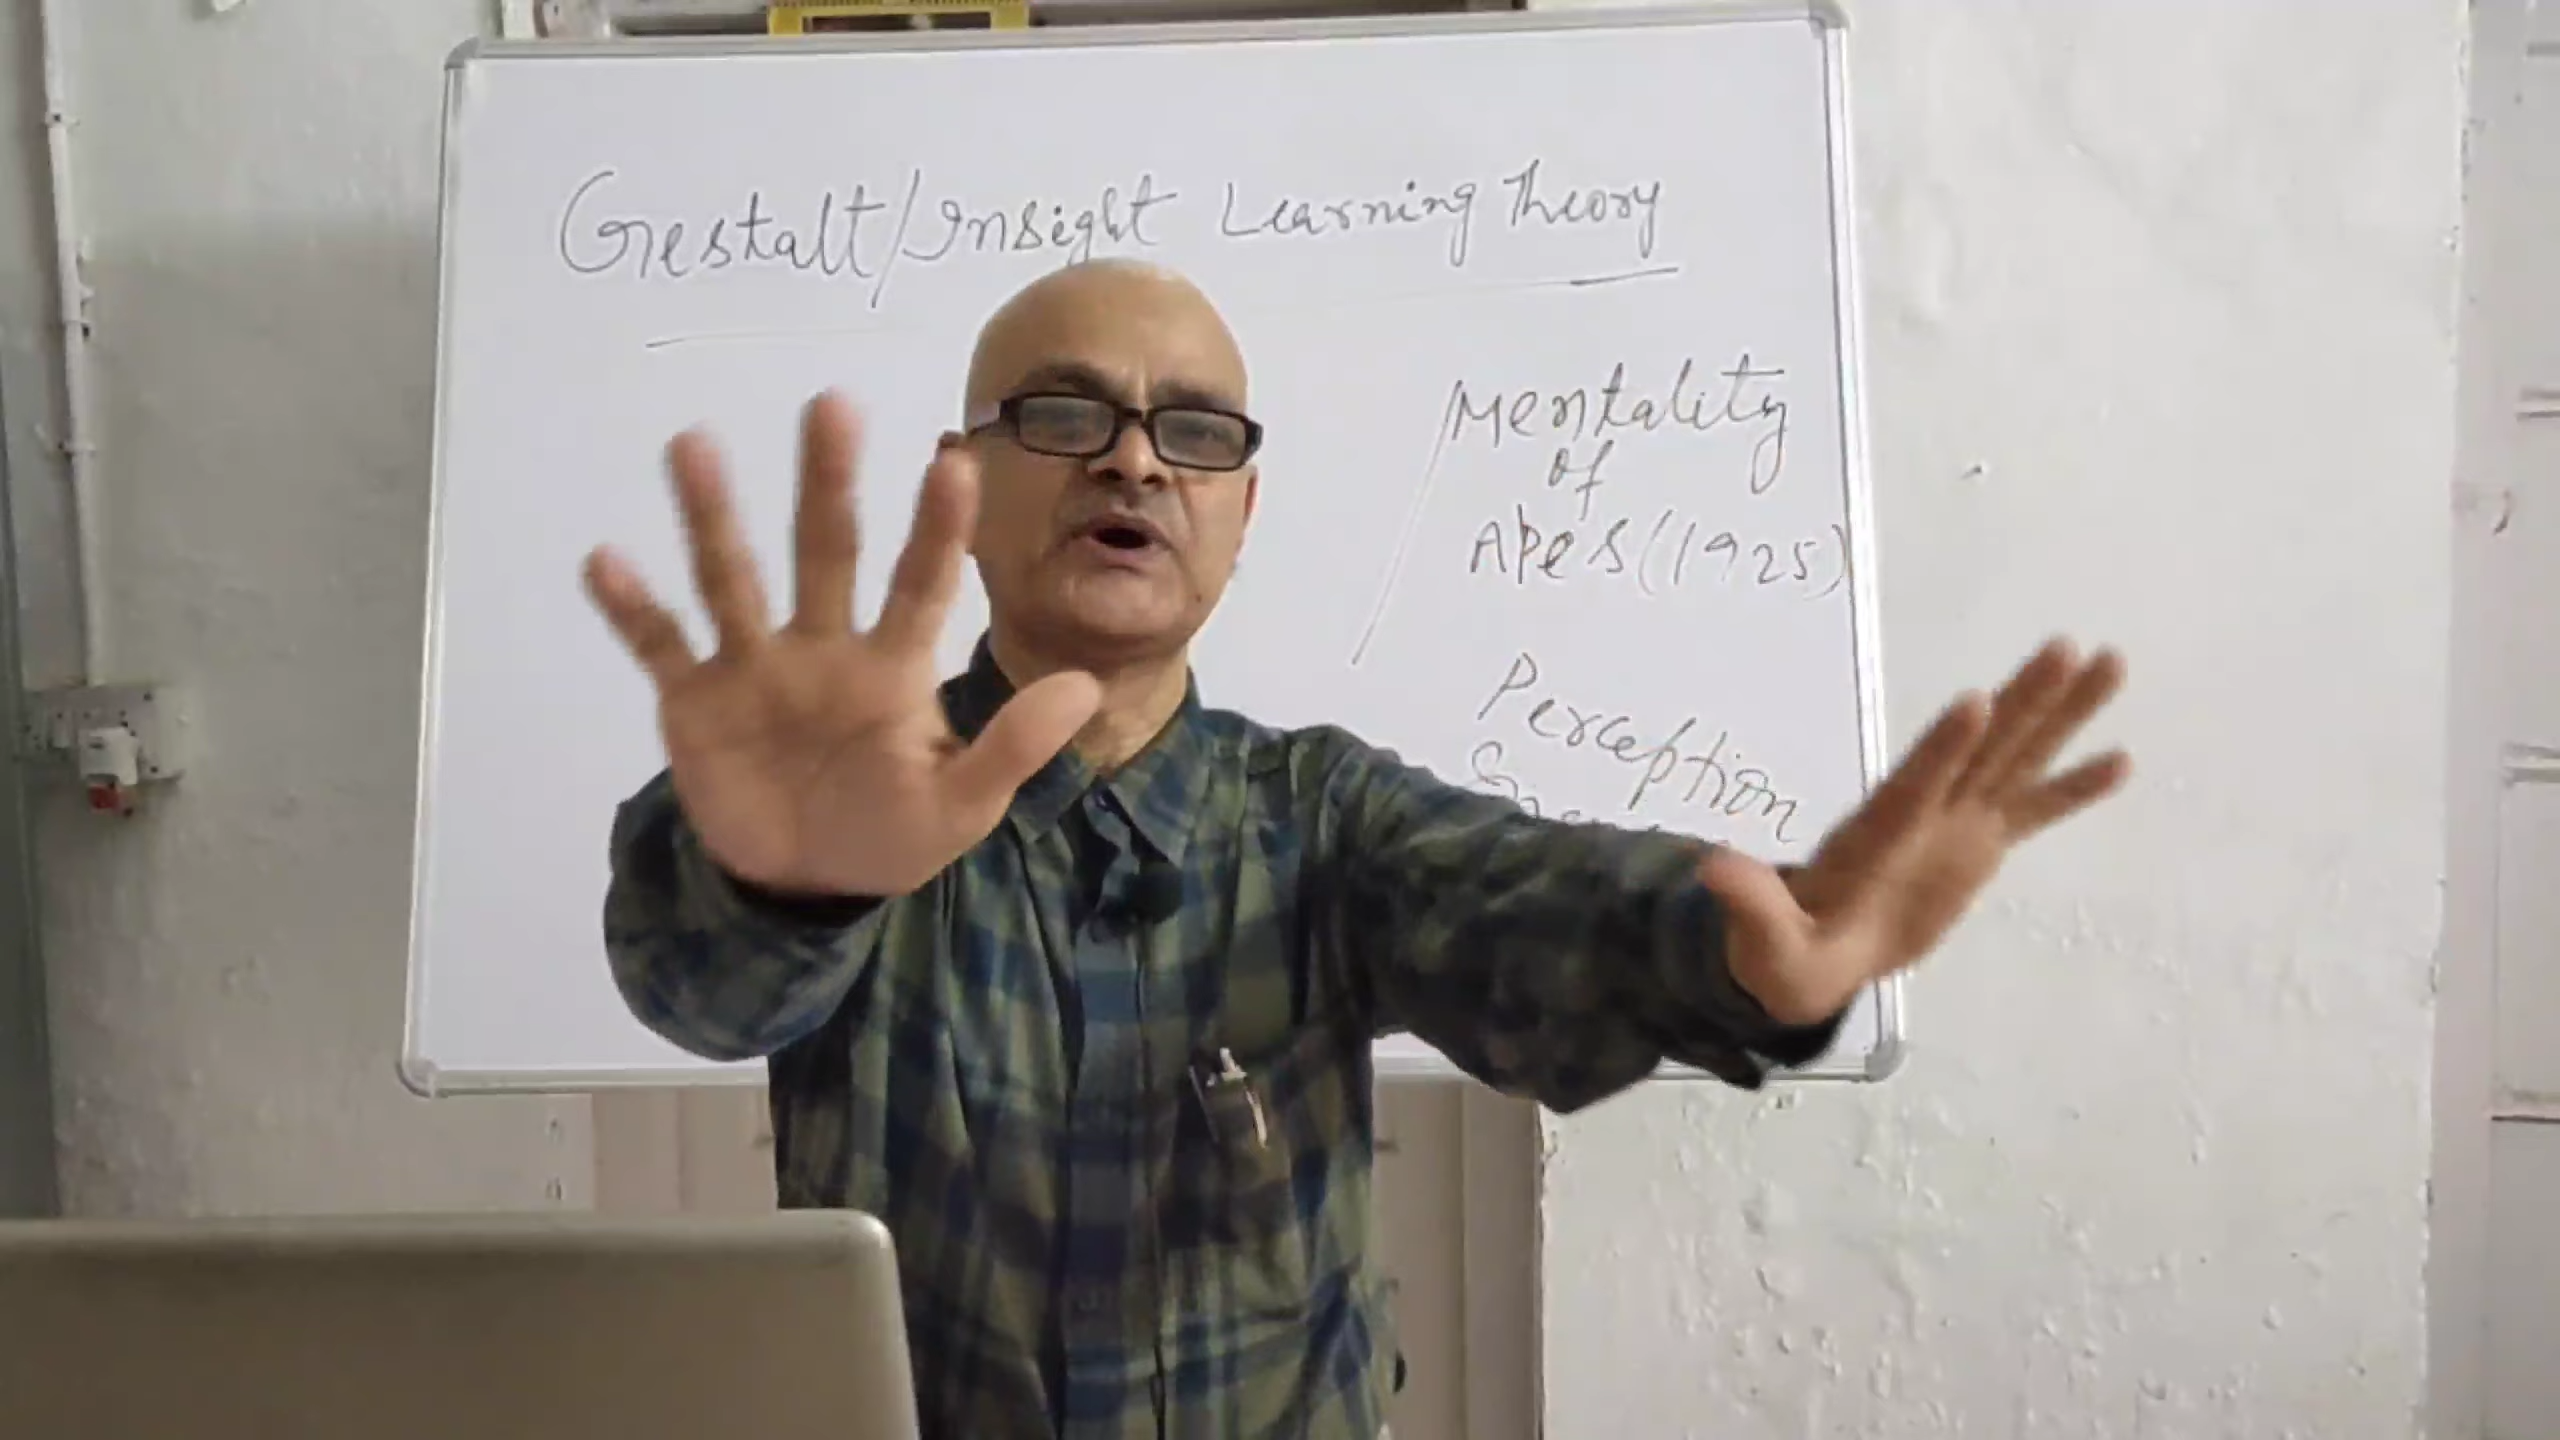 Gestalt/Insight Learning Theory
Mentality
of
Apes (1925)
Perception